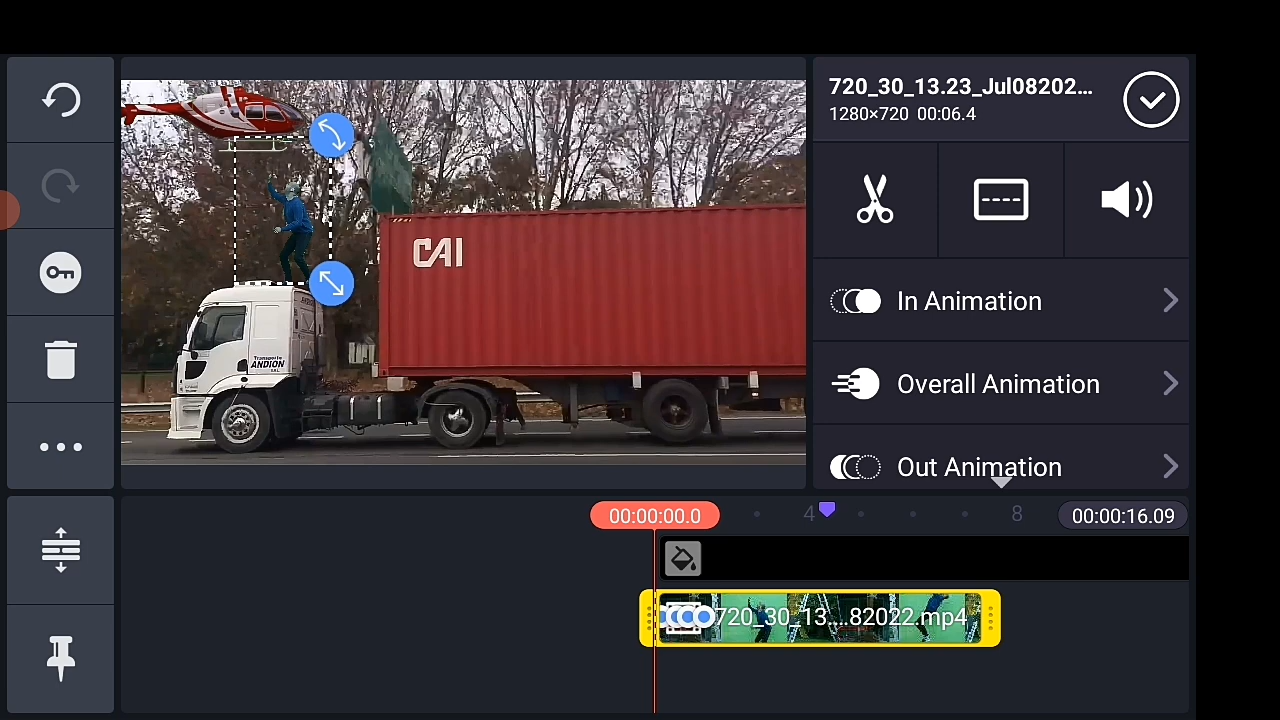 720_30_13.23_Jul08202...
1280×720 00:06.4
CAI
Transporte
ANDION
In Animation
Overall Animation
Out Animation
00:00:00.0
4
8
00:00:16.09
720_30_13....82022.mp4